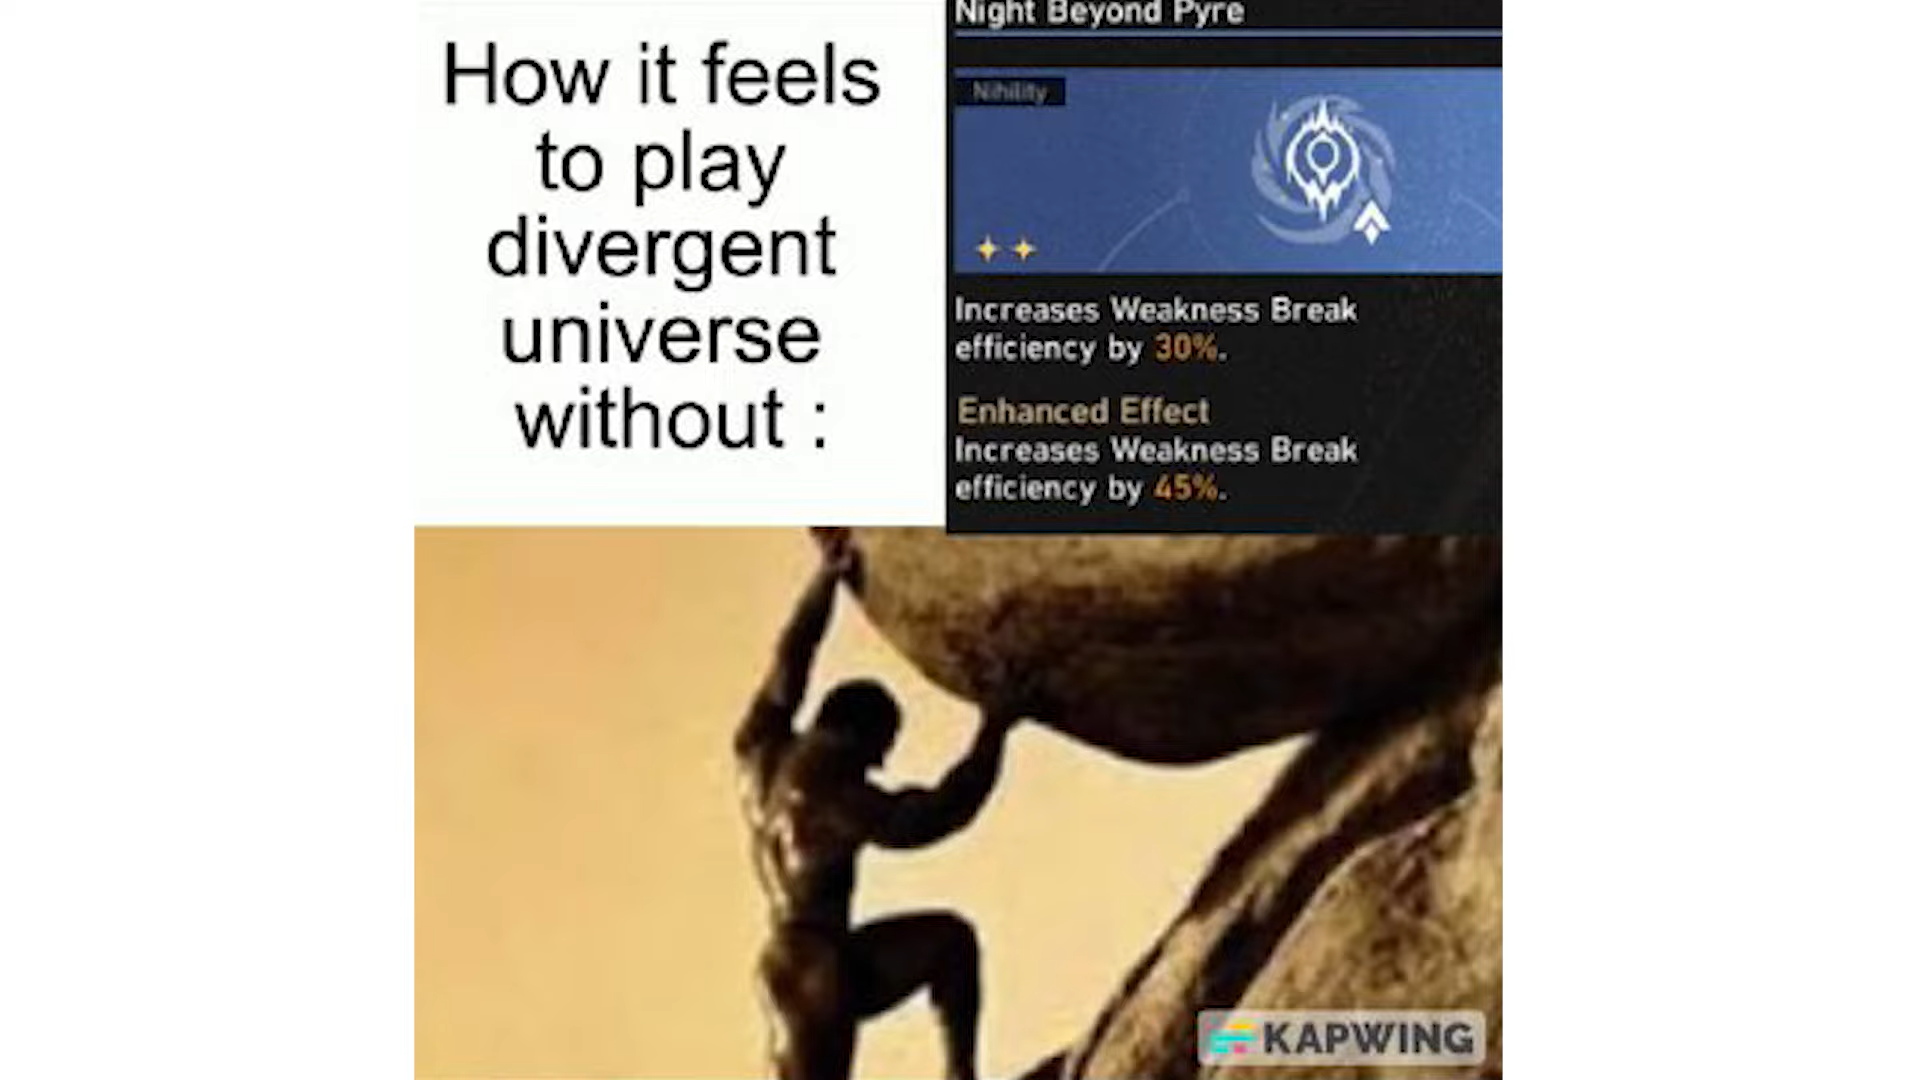 How it feels
to play
divergent
universe
without :
Night Beyond Pyre
Nihility
Increases Weakness Break
efficiency by 30%.
Enhanced Effect
Increases Weakness Break
efficiency by 45%.
KAPWING